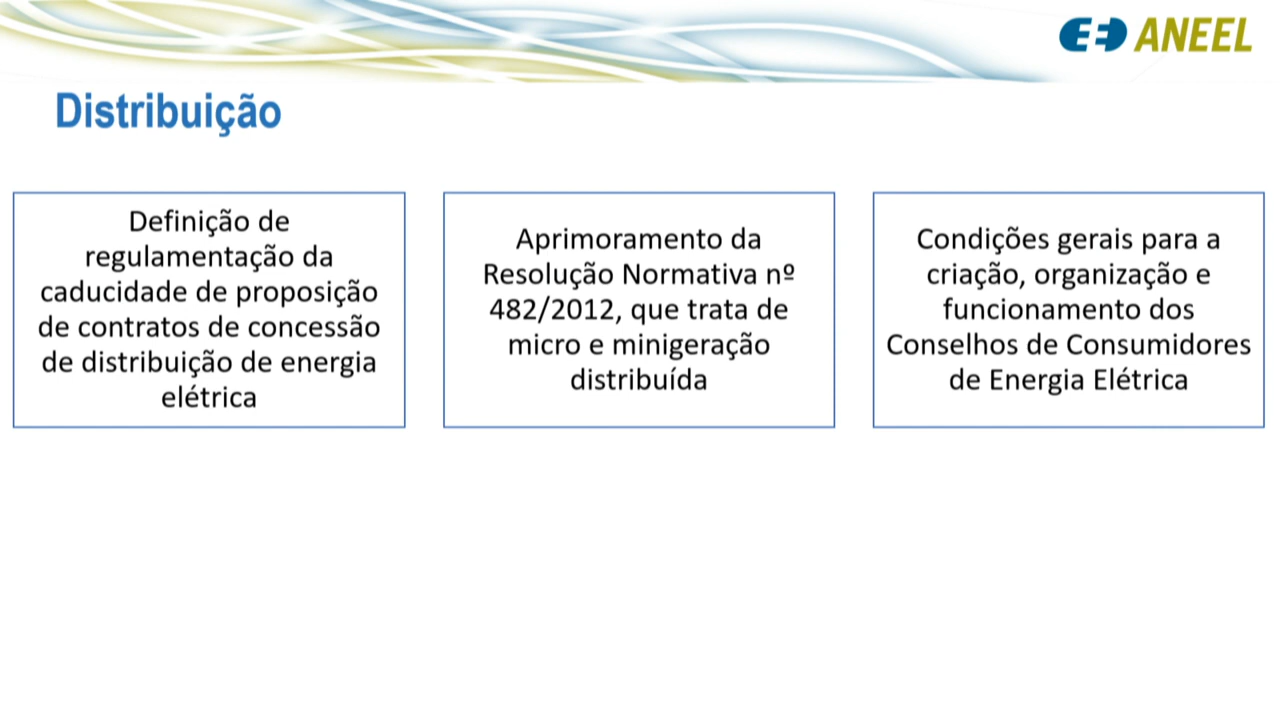 ANEEL
Distribuição
Definição de
regulamentação da
caducidade de proposição
de contratos de concessão
de distribuição de energia
elétrica
Aprimoramento da
Resolução Normativa nº
482/2012, que trata de
micro e minigeração
distribuída
Condições gerais para a
criação, organização e
funcionamento dos
Conselhos de Consumidores
de Energia Elétrica